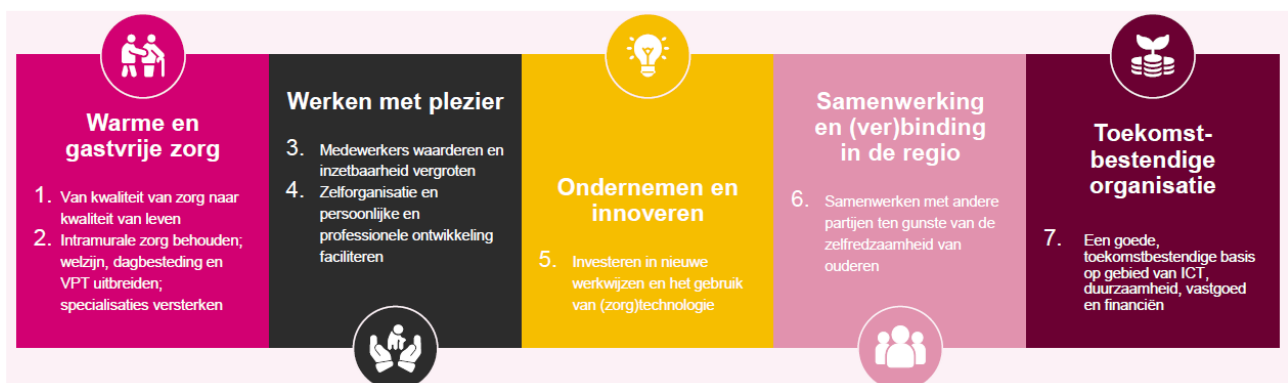 Warme en
gastvrije zorg
1. Van kwaliteit van zorg naar
kwaliteit van leven
2. Intramurale zorg behouden;
welzijn, dagbesteding en
VPT uitbreiden;
specialisaties versterken
Werken met plezier
3. Medewerkers waarderen en
inzetbaarheid vergroten
4. Zelforganisatie en
persoonlijke en
professionele ontwikkeling
faciliteren
Ondernemen en
innoveren
5. Investeren in nieuwe
werkwijzen en het gebruik
van (zorg)technologie
Samenwerking
en (ver)binding
in de regio
6. Samenwerken met andere
partijen ten gunste van de
zelfredzaamheid van
ouderen
Toekomst-
bestendige
organisatie
7. Een goede,
toekomstbestendige basis
op gebied van ICT,
duurzaamheid, vastgoed
en financiën